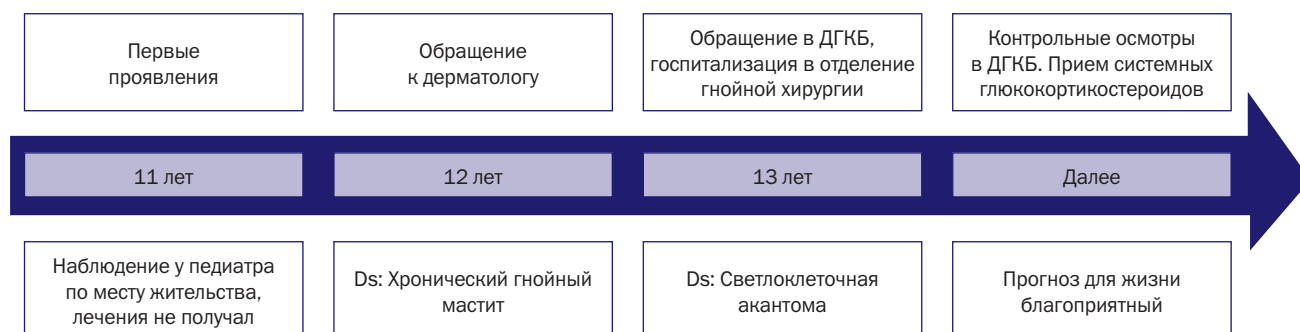 Первые
проявления
Обращение
к дерматологу
Обращение в ДГКБ,
госпитализация в отделение
гнойной хирургии
Контрольные осмотры
в ДГКБ. Прием системных
глюкокортикостероидов
11 лет
12 лет
13 лет
Далее
Наблюдение у педиатра
по месту жительства,
лечения не получал
Ds: Хронический гнойный
мастит
Ds: Светлоклеточная
акантома
Прогноз для жизни
благоприятный